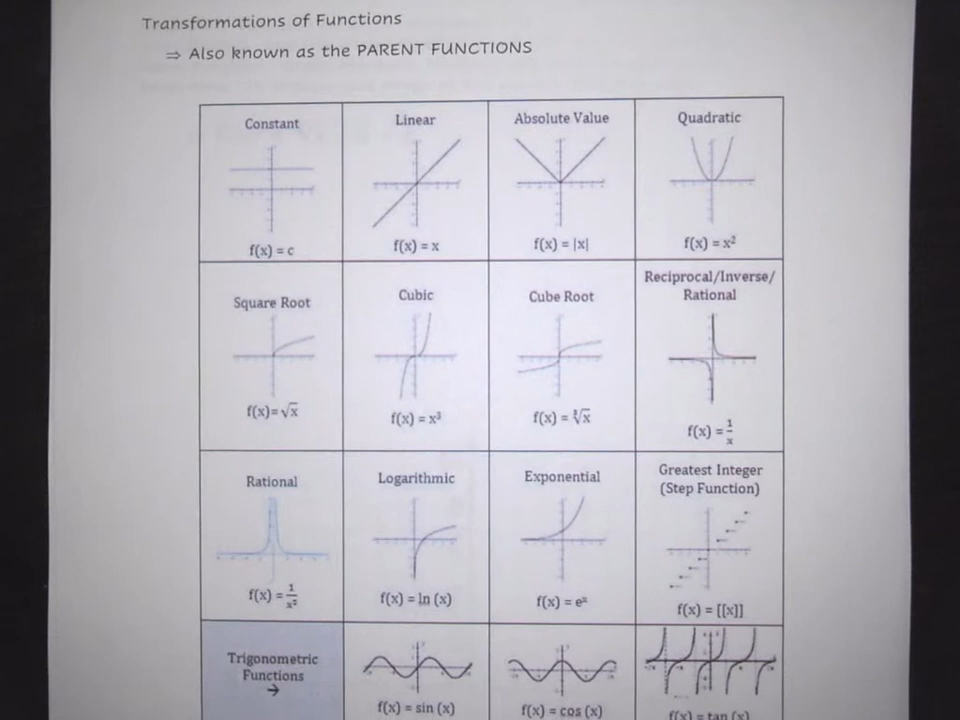 Transformations of Functions
⇒ Also known as the PARENT FUNCTIONS
Constant
f(x) = c
Linear
f(x) = x
Absolute Value
f(x) = |x|
Quadratic
f(x) = x²
Square Root
f(x)= √x
Cubic
f(x) = x³
Cube Root
f(x) = ∛x
Reciprocal/Inverse/
Rational
f(x) = 1/x
Rational
f(x) = 1/x²
Logarithmic
f(x) = ln (x)
Exponential
f(x) = eˣ
Greatest Integer
(Step Function)
f(x) = [[x]]
Trigonometric
Functions
→
f(x) = sin (x)
f(x) = cos (x)
f(x) = tan (x)